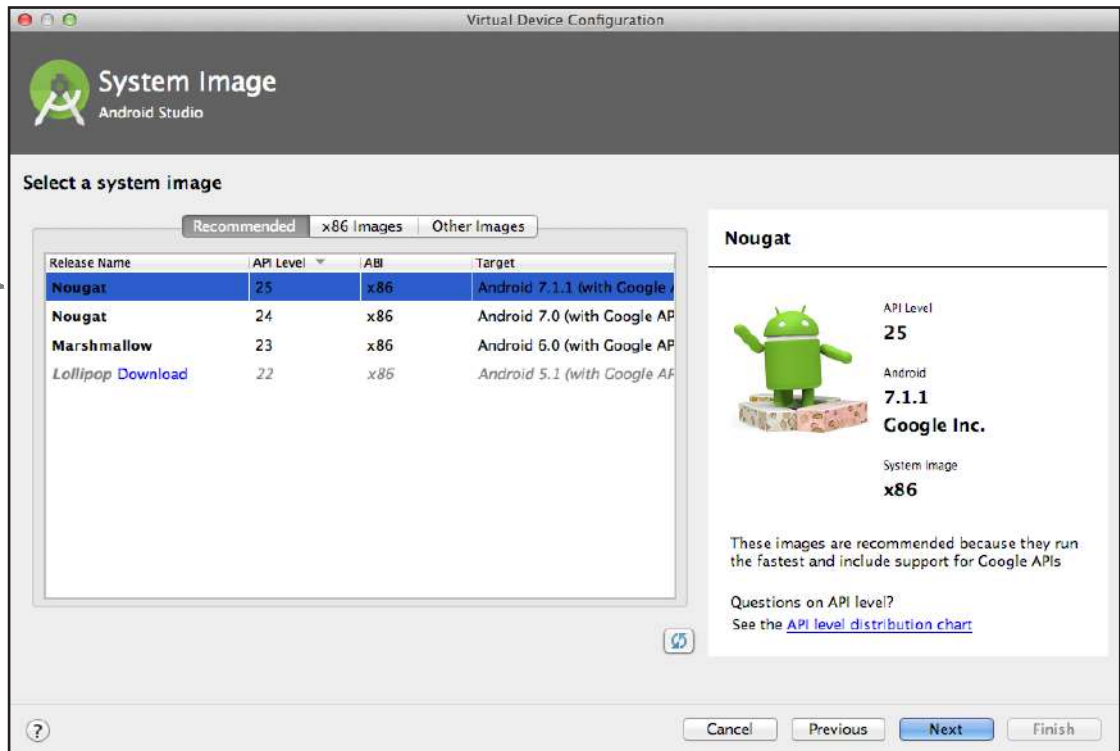 Virtual Device Configuration
System Image
Android Studio
Select a system image
Recommended x86 Images Other Images
Release Name API Level ABI Target
Nougat 25 x86 Android 7.1.1 (with Google A
Nougat 24 x86 Android 7.0 (with Google AP
Marshmallow 23 x86 Android 6.0 (with Google AP
Lollipop Download 22 x86 Android 5.1 (with Google AP
Nougat
API Level
25
Android
7.1.1
Google Inc.
System Image
x86
These images are recommended because they run
the fastest and include support for Google APIs
Questions on API level?
See the API level distribution chart
? Cancel Previous Next Finish